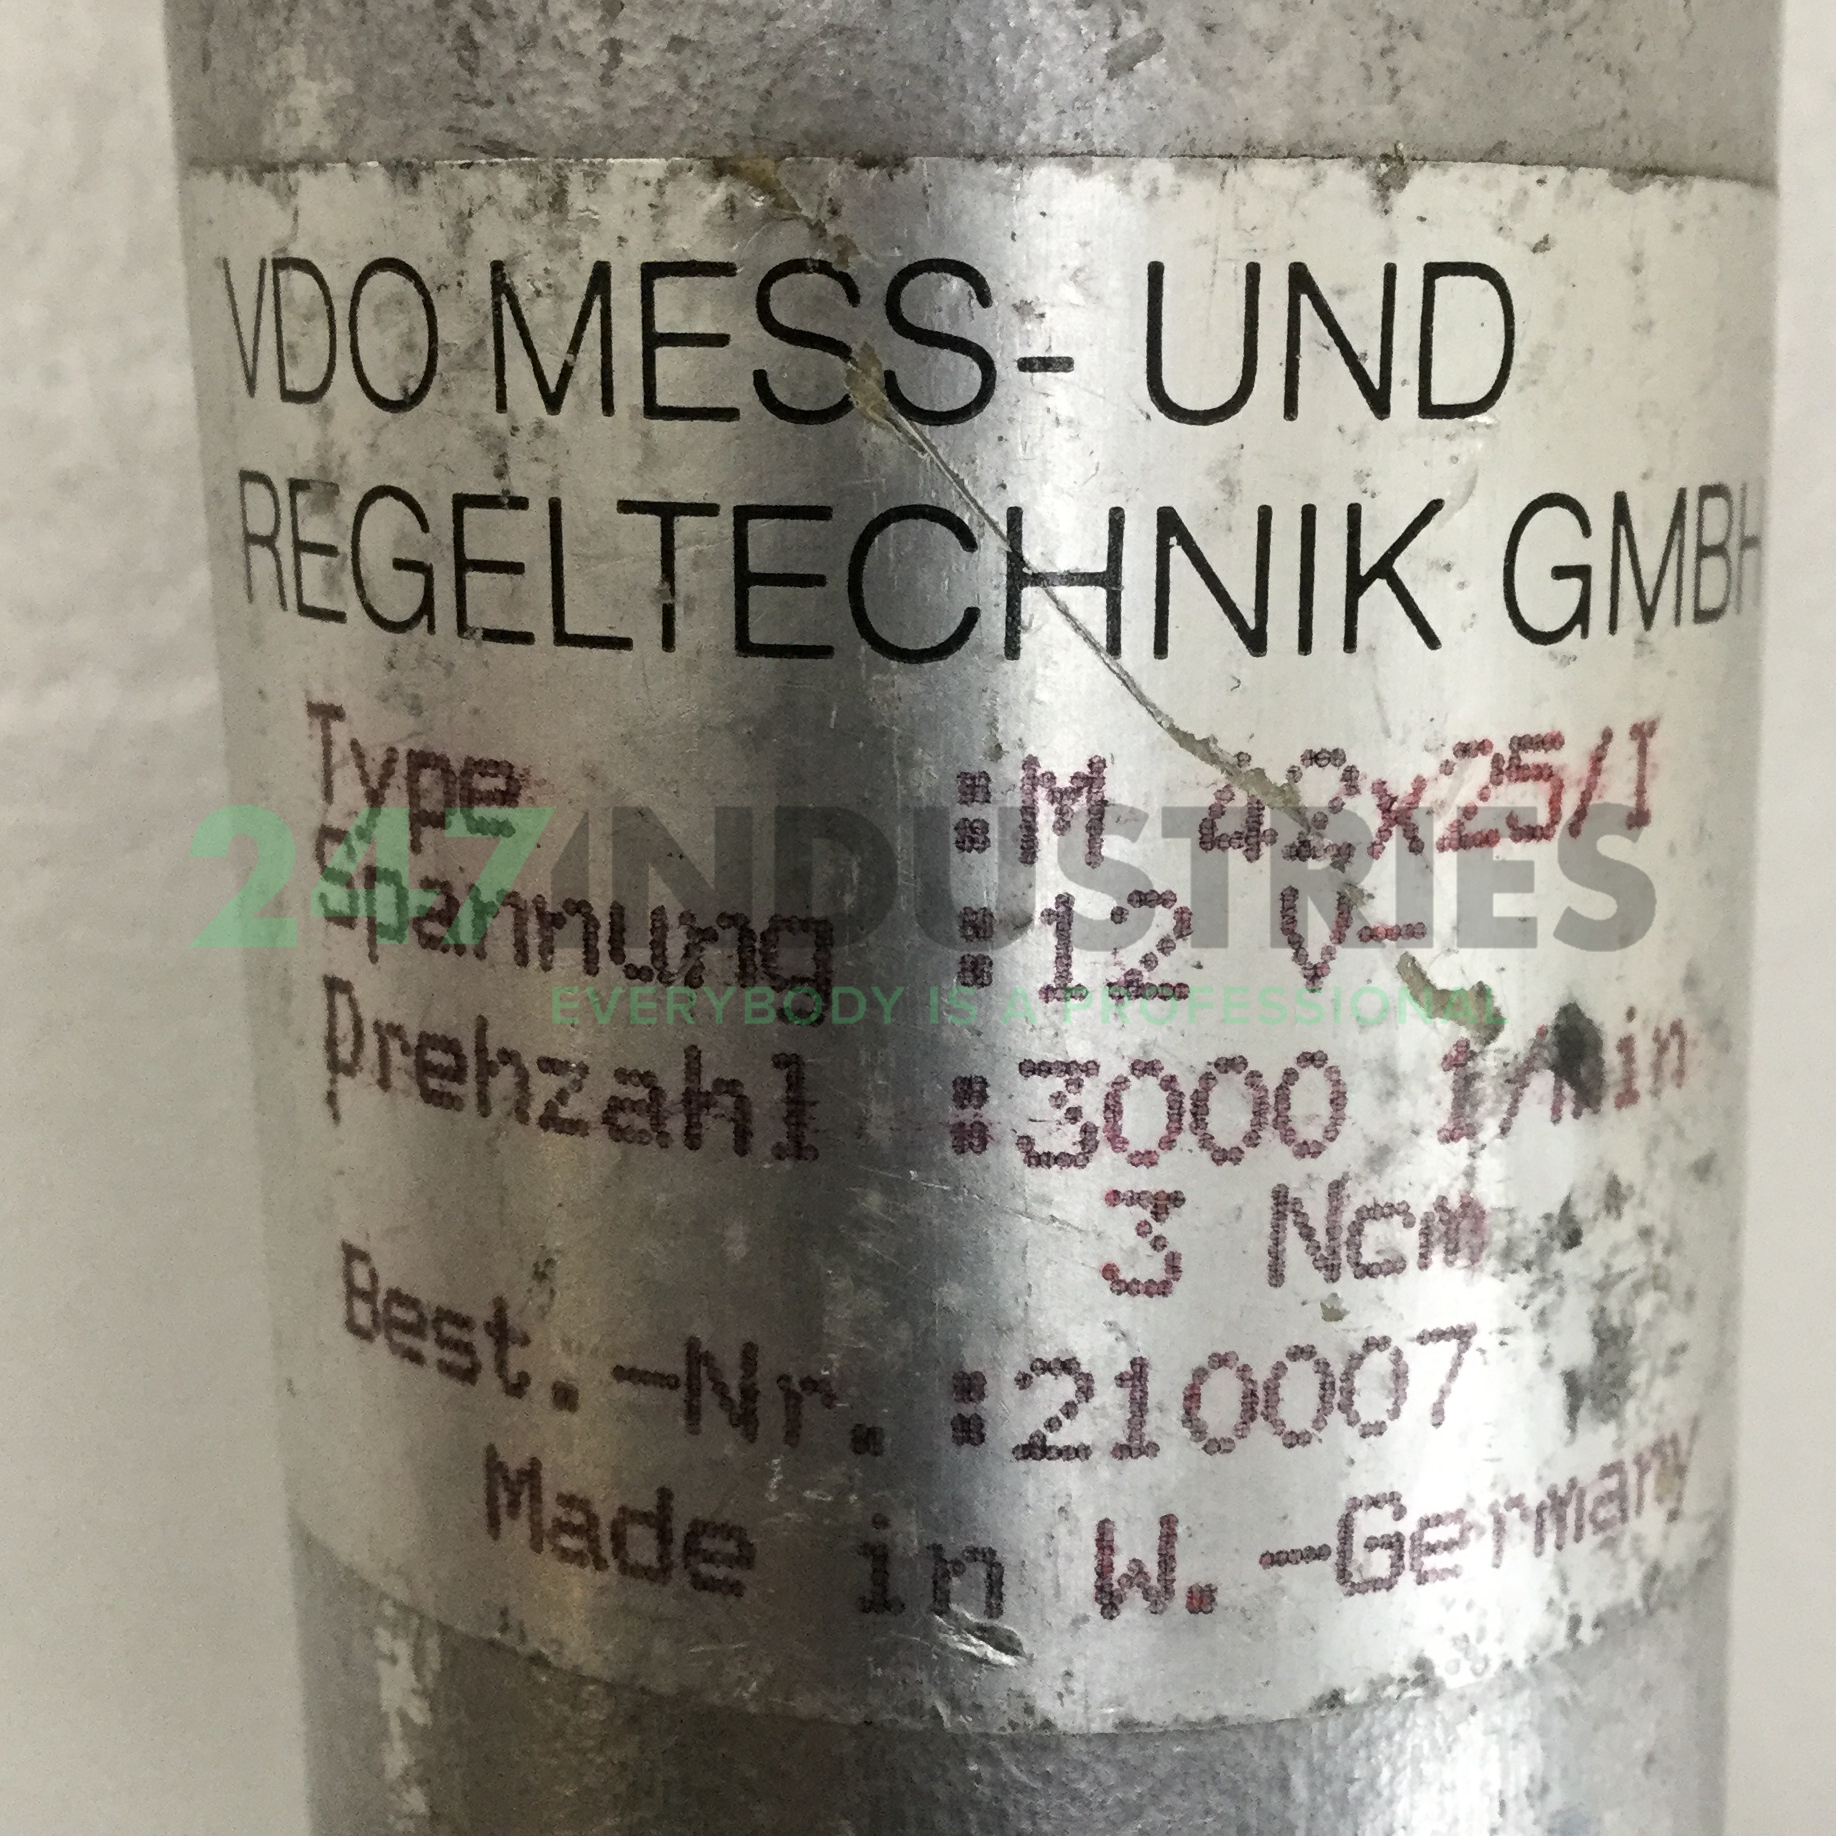 VDO MESS- UND
REGELTECHNIK GMBH
Type :M 42x25/I
Spannung :12 V-
Drehzahl :3000 1/min
3 Ncm
Best.-Nr. :210007
Made in W.-Germany
247INDUSTRIES
EVERYBODY IS A PROFESSIONAL